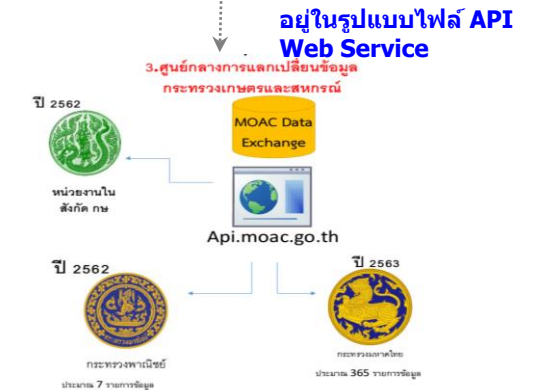 อยู่ในรูปแบบไฟล์ API
Web Service
3.ศูนย์กลางการแลกเปลี่ยนข้อมูล
กระทรวงเกษตรและสหกรณ์
ปี 2562
MOAC Data
Exchange
หน่วยงานใน
สังกัด กษ
Api.moac.go.th
ปี 2562
ปี 2563
กระทรวงพาณิชย์
ประมาณ 7 รายการข้อมูล
กระทรวงมหาดไทย
ประมาณ 365 รายการข้อมูล